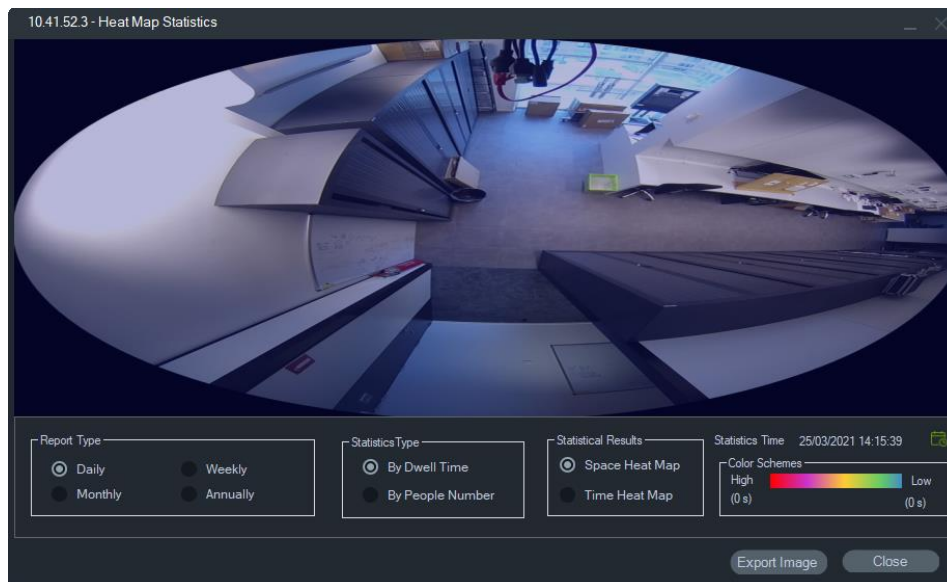 10.41.52.3 - Heat Map Statistics
Report Type
Daily
Weekly
Monthly
Annually
Statistics Type
By Dwell Time
By People Number
Statistical Results
Space Heat Map
Time Heat Map
Statistics Time 25/03/2021 14:15:39
Color Schemes
High
Low
(0 s)
(0 s)
Export Image
Close